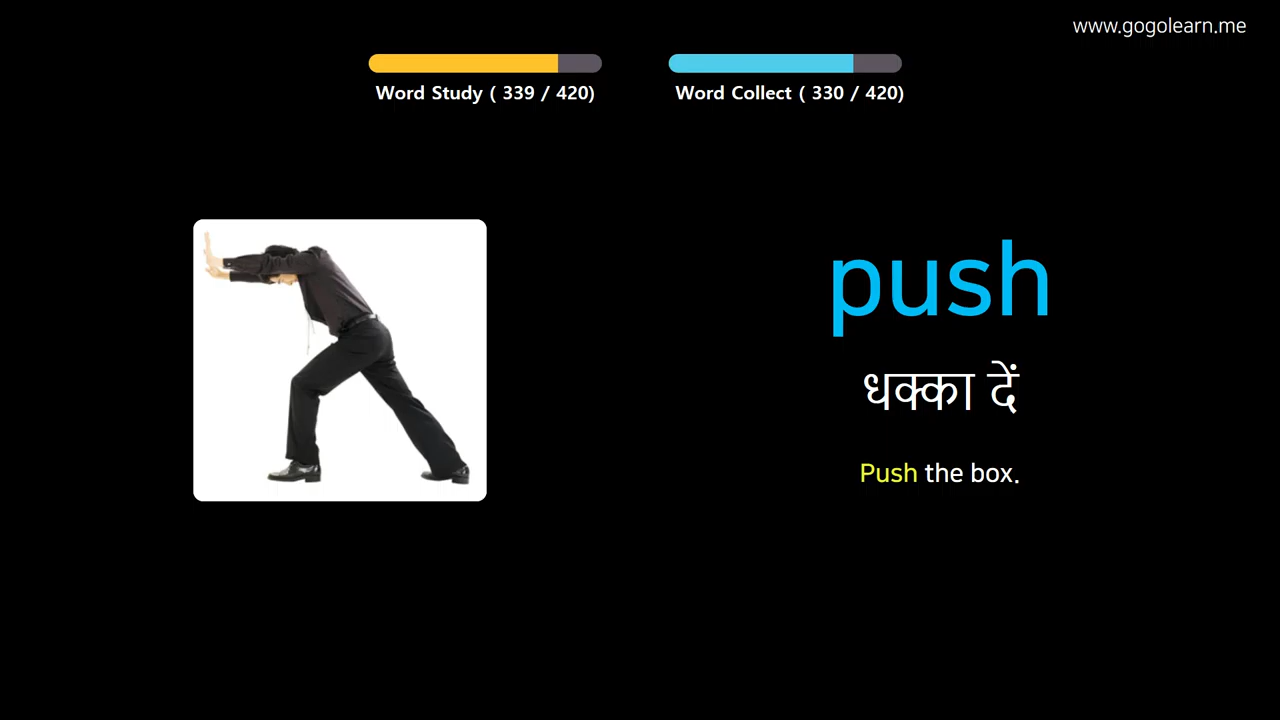 www.gogolearn.me
Word Study ( 339 / 420)
Word Collect ( 330 / 420)
push
धक्का दें
Push the box.